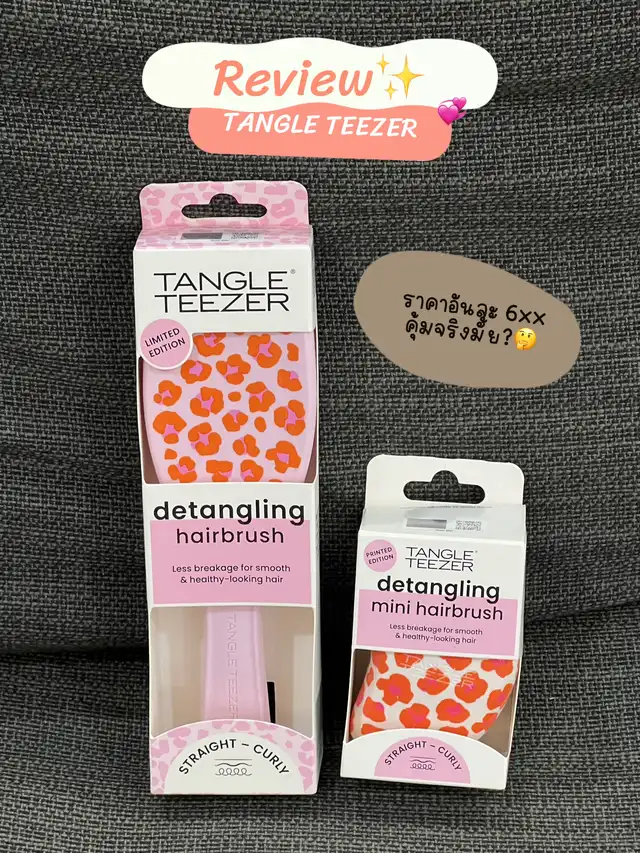 Review✨
TANGLE TEEZER
ราคาอันละ 6xx
คุ้มจริงมั้ย?🤔
TANGLE
TEEZER®
LIMITED
EDITION
detangling
hairbrush
Less breakage for smooth
& healthy-looking hair
TANGLE TEEZER
STRAIGHT – CURLY
PRINTED
EDITION
TANGLE®
TEEZER
detangling
mini hairbrush
Less breakage for smooth
& healthy-looking hair
TANGLE
TEEZER
STRAIGHT – CURLY